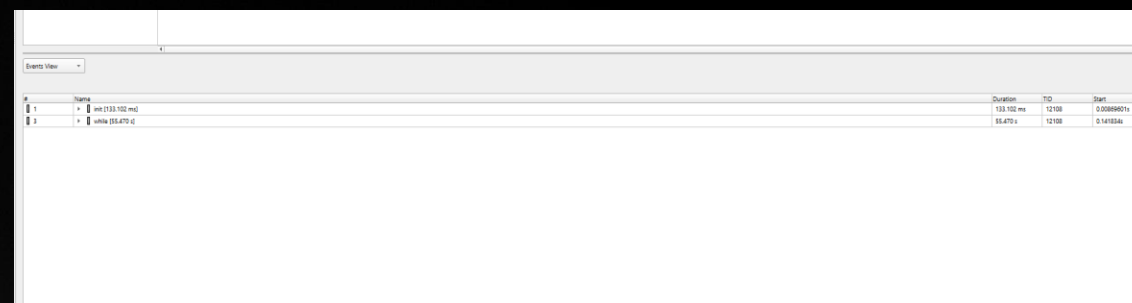 Events View
# Name Duration TID Start
1 init [133.102 ms] 133.102 ms 12108 0.00869601s
3 while [55.470 s] 55.470 s 12108 0.141834s